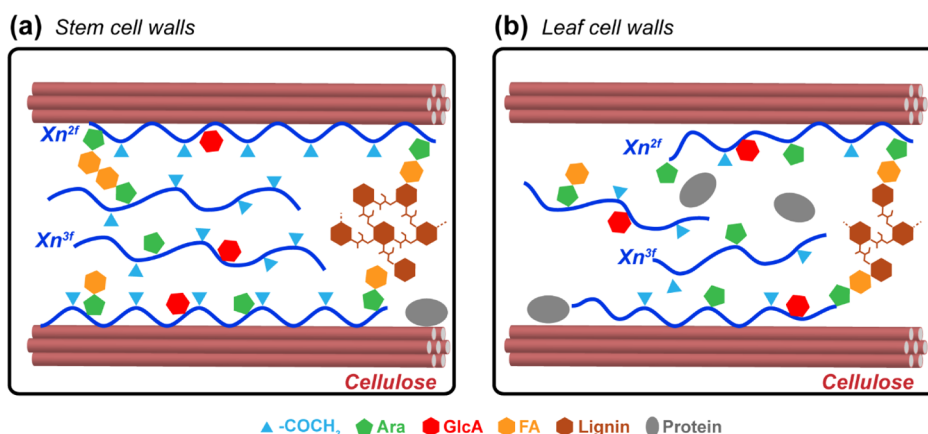 (a) Stem cell walls
(b) Leaf cell walls
Xn2f
Xn3f
Cellulose
Xn2f
Xn3f
Cellulose
-COCH3 Ara GlcA FA Lignin Protein